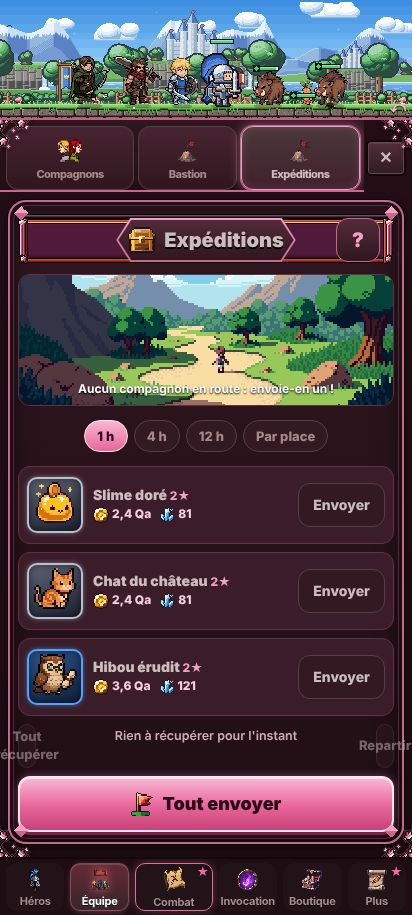 Compagnons
Bastion
Expéditions
✕
Expéditions
?
Aucun compagnon en route : envoie-en un !
1 h
4 h
12 h
Par place
Slime doré 2★
2,4 Qa 81
Envoyer
Chat du château 2★
2,4 Qa 81
Envoyer
Hibou érudit 2★
3,6 Qa 121
Envoyer
Tout
récupérer
Rien à récupérer pour l'instant
Repartir
Tout envoyer
Héros
Équipe
Combat
Invocation
Boutique
Plus